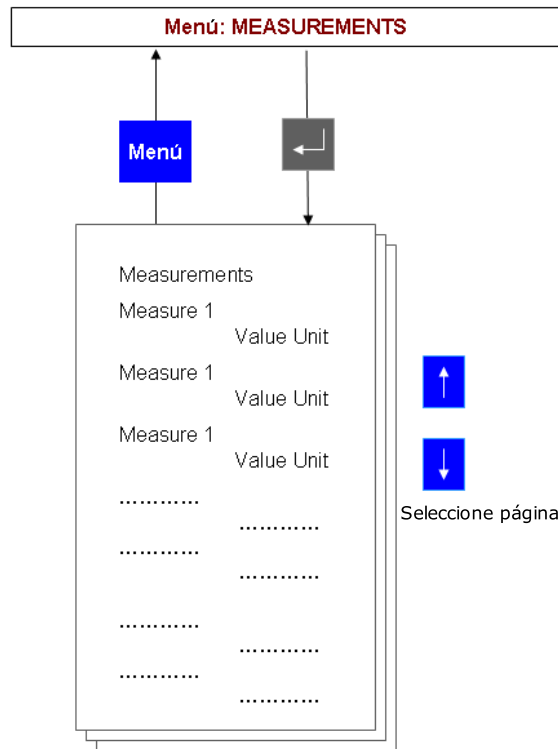 Menú: MEASUREMENTS
Menú
Measurements
Measure 1
Value Unit
Measure 1
Value Unit
Measure 1
Value Unit
............
............
............
............
............
............
............
............
Seleccione página